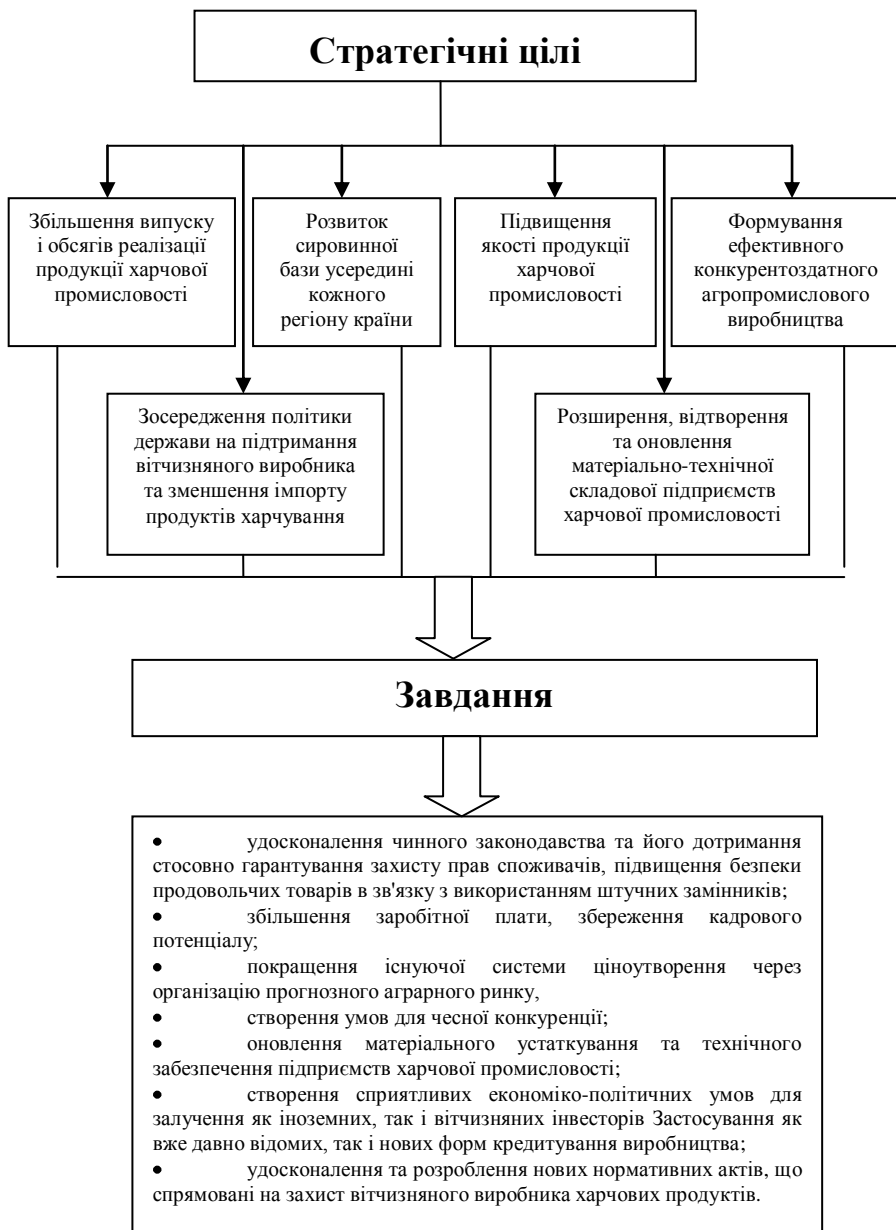 Стратегічні цілі
Збільшення випуску
і обсягів реалізації
продукції харчової
промисловості
Розвиток
сировинної
бази усередині
кожного
регіону країни
Підвищення
якості продукції
харчової
промисловості
Формування
ефективного
конкурентоздатного
агропромислового
виробництва
Зосередження політики
держави на підтримання
вітчизняного виробника
та зменшення імпорту
продуктів харчування
Розширення, відтворення
та оновлення
матеріально-технічної
складової підприємств
харчової промисловості
Завдання
• удосконалення чинного законодавства та його дотримання
стосовно гарантування захисту прав споживачів, підвищення безпеки
продовольчих товарів в зв'язку з використанням штучних замінників;
• збільшення заробітної плати, збереження кадрового
потенціалу;
• покращення існуючої системи ціноутворення через
організацію прогнозного аграрного ринку,
• створення умов для чесної конкуренції;
• оновлення матеріального устаткування та технічного
забезпечення підприємств харчової промисловості;
• створення сприятливих економіко-політичних умов для
залучення як іноземних, так і вітчизняних інвесторів Застосування як
вже давно відомих, так і нових форм кредитування виробництва;
• удосконалення та розроблення нових нормативних актів, що
спрямовані на захист вітчизняного виробника харчових продуктів.